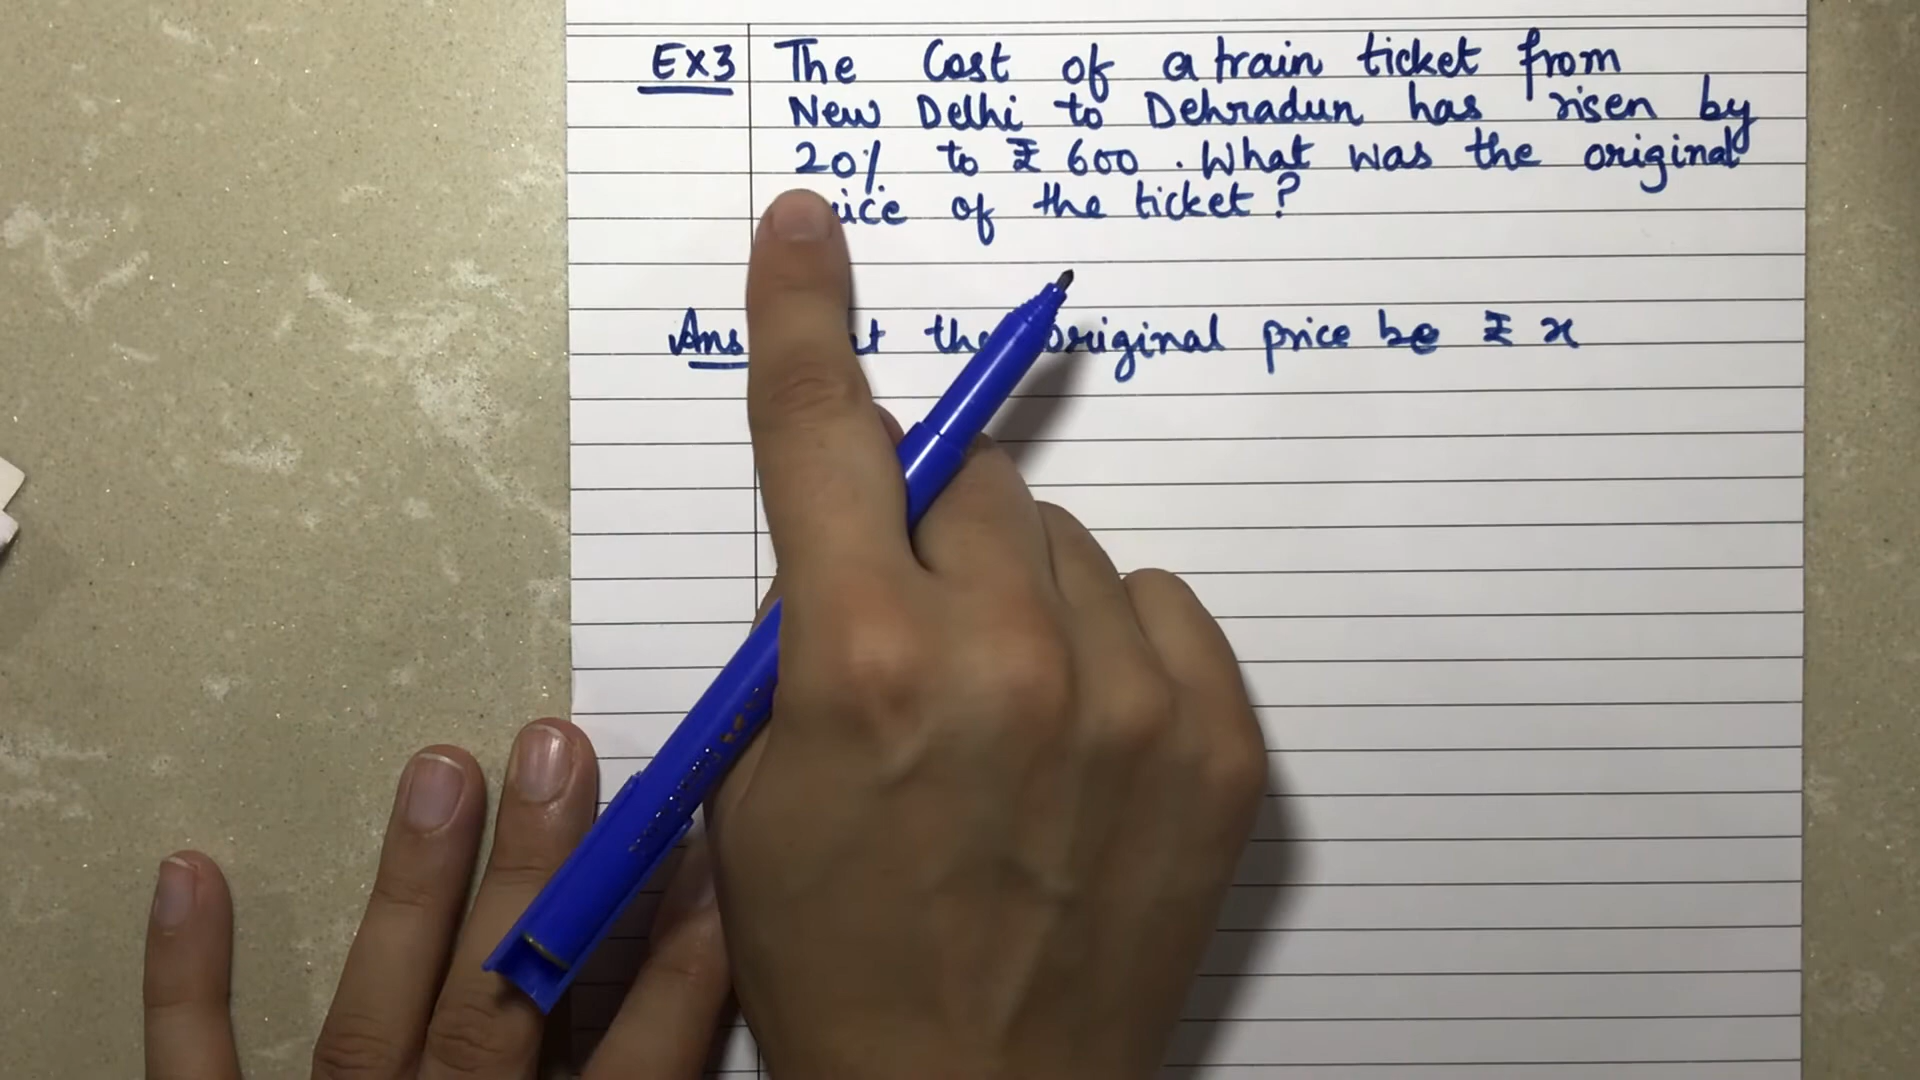 Ex3 The Cost of a train ticket from
New Delhi to Dehradun has risen by
20% to ₹ 600. What was the original
of the ticket?
Ans the original price be ₹ x